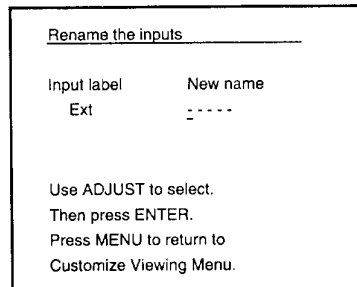 Rename the inputs
Input label New name
Ext - - - - -
Use ADJUST to select.
Then press ENTER.
Press MENU to return to
Customize Viewing Menu.